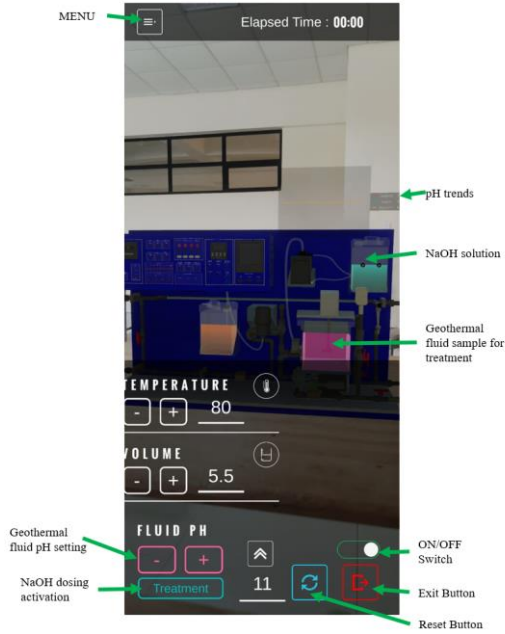 MENU
Elapsed Time : 00:00
pH trends
NaOH solution
Geothermal
fluid sample for
treatment
TEMPERATURE
- + 80
VOLUME
- + 5.5
Geothermal
fluid pH setting
FLUID PH
- +
NaOH dosing
activation
Treatment
11
ON/OFF
Switch
Exit Button
Reset Button